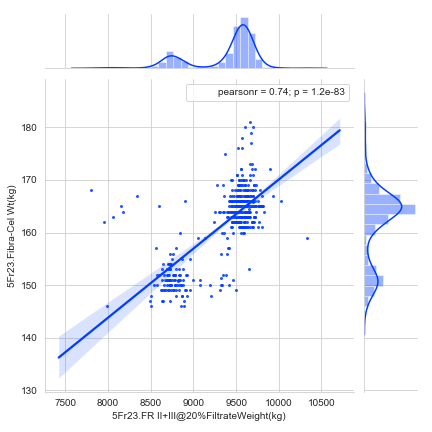 pearsonr = 0.74; p = 1.2e-83
180
170
160
150
140
130
5Fr23.Fibra-Cel Wt(kg)
7500 8000 8500 9000 9500 10000 10500
5Fr23.FR II+III@20%FiltrateWeight(kg)